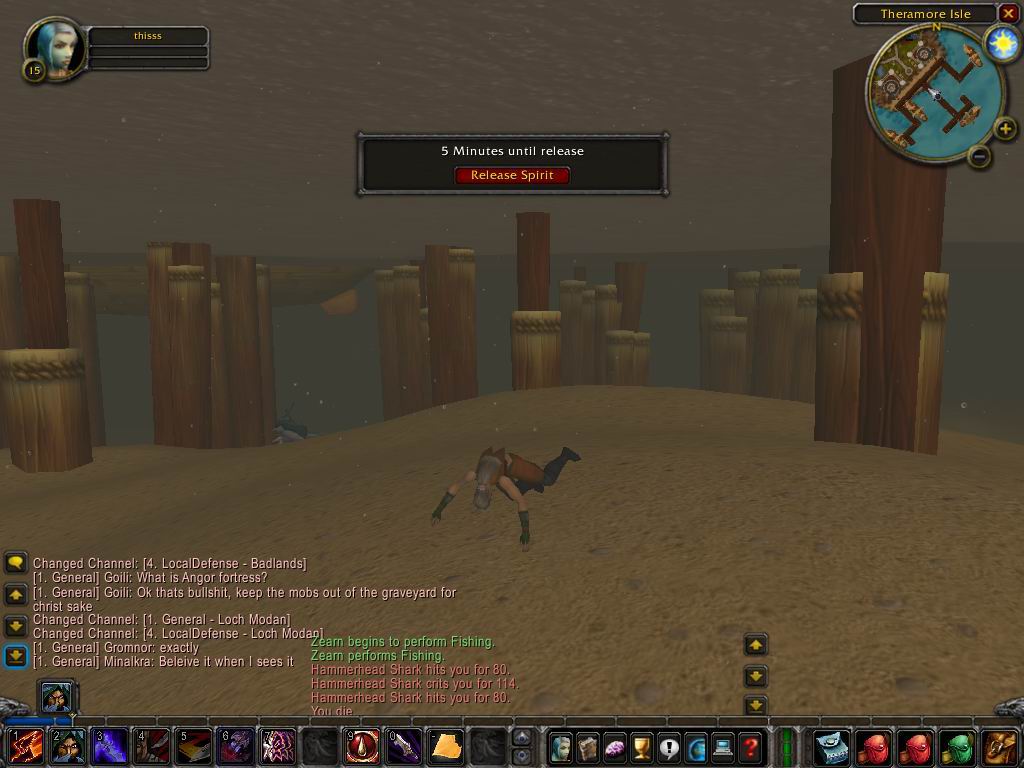 Theramore Isle
N
thisss
15
5 Minutes until release
Release Spirit
Changed Channel: [4. LocalDefense - Badlands]
[1. General] Goili: What is Angor fortress?
[1. General] Goili: Ok thats bullshit, keep the mobs out of the graveyard for
christ sake
Changed Channel: [1. General - Loch Modan]
Changed Channel: [4. LocalDefense - Loch Modan]
[1. General] Gromnor: exactly
[1. General] Minalkra: Beleive it when I see it
Zearn begins to perform Fishing.
Zearn performs Fishing.
Hammerhead Shark hits you for 80.
Hammerhead Shark crits you for 114.
Hammerhead Shark hits you for 80.
You die.
1 2 3 4 5 6 9 0